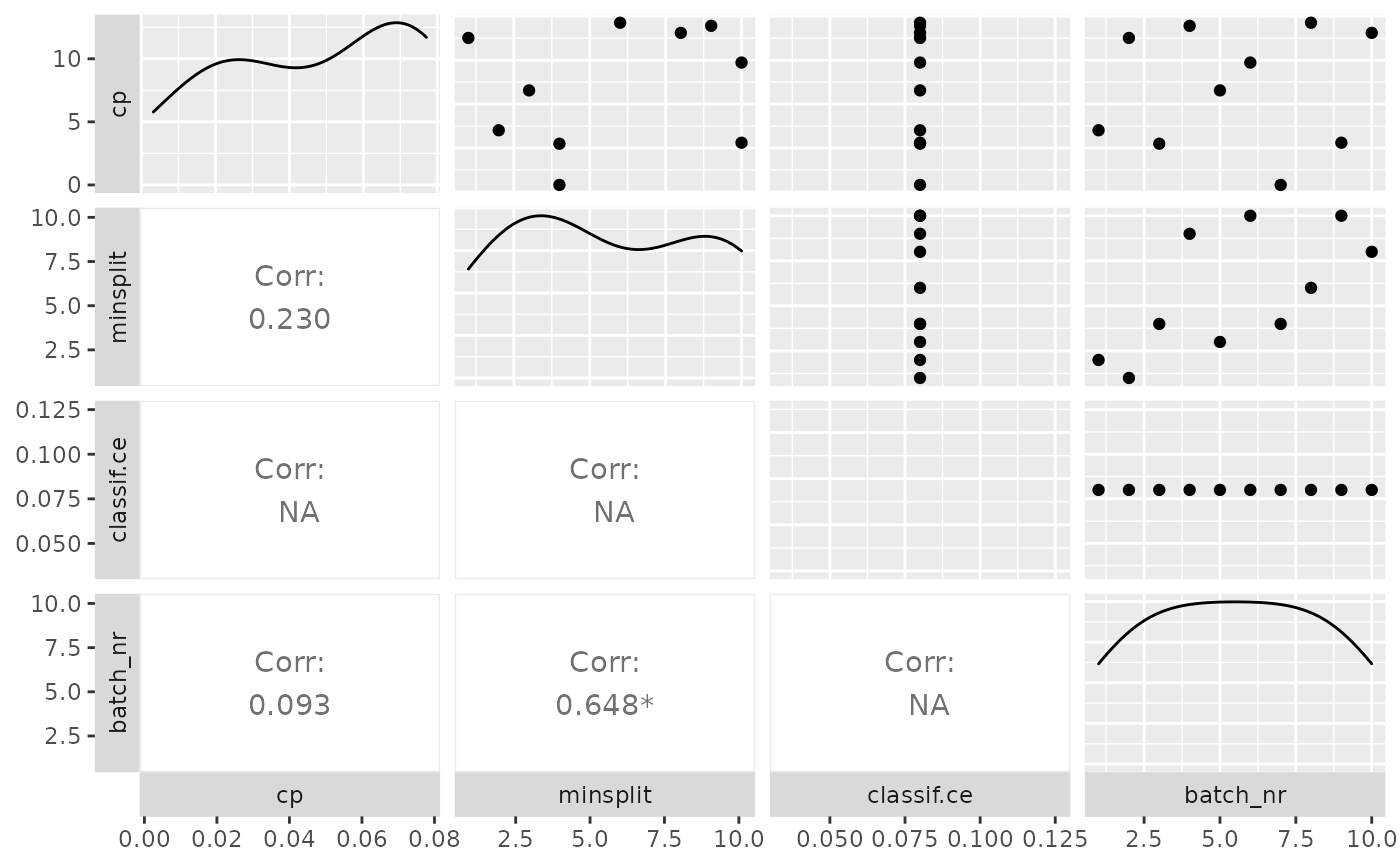 10
5
0
cp
10.0
7.5
5.0
2.5
minsplit
Corr:
0.230
0.125
0.100
0.075
0.050
classif.ce
Corr:
NA
Corr:
NA
10.0
7.5
5.0
2.5
batch_nr
Corr:
0.093
Corr:
0.648*
Corr:
NA
cp
minsplit
classif.ce
batch_nr
0.00 0.02 0.04 0.06 0.08
2.5 5.0 7.5 10.0
0.050 0.075 0.100 0.125
2.5 5.0 7.5 10.0